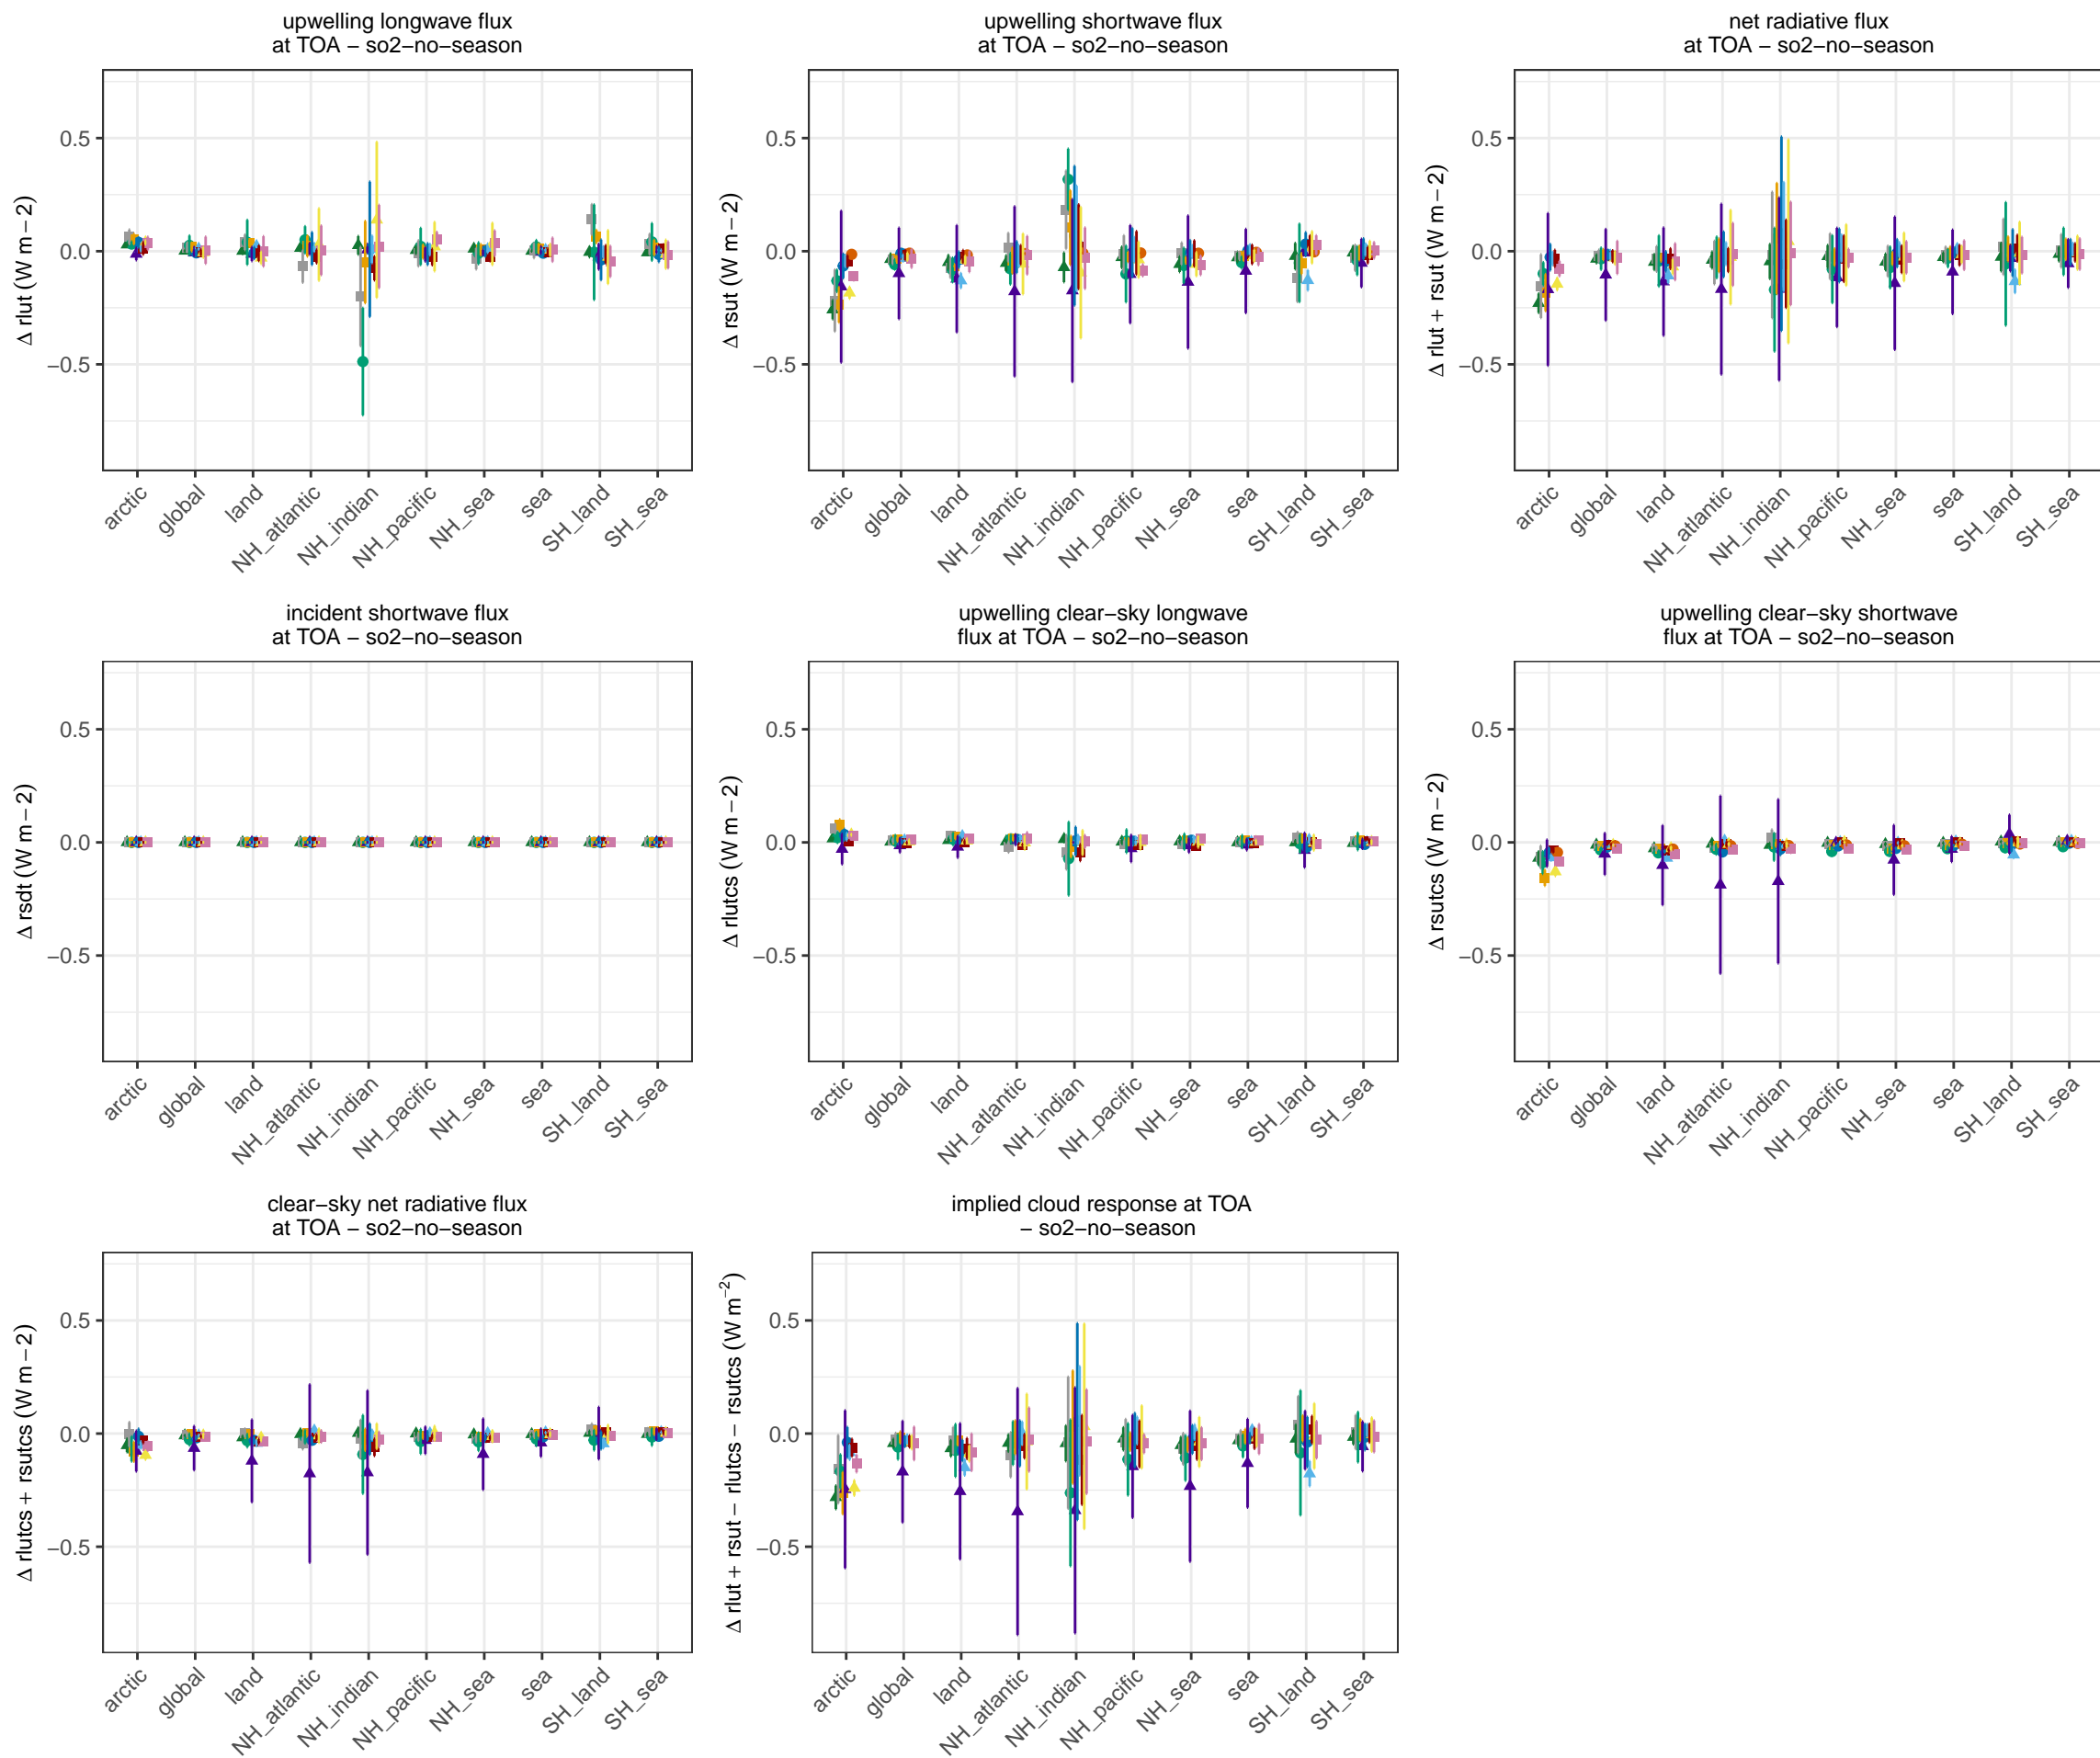 upwelling longwave flux
at TOA − so2−no−season
Δ rlut (W m−2)
0.5
0.0
−0.5
arctic
global
land
NH_atlantic
NH_indian
NH_pacific
NH_sea
sea
SH_land
SH_sea
upwelling shortwave flux
at TOA − so2−no−season
Δ rsut (W m−2)
0.5
0.0
−0.5
arctic
global
land
NH_atlantic
NH_indian
NH_pacific
NH_sea
sea
SH_land
SH_sea
net radiative flux
at TOA − so2−no−season
Δ rlut + rsut (W m−2)
0.5
0.0
−0.5
arctic
global
land
NH_atlantic
NH_indian
NH_pacific
NH_sea
sea
SH_land
SH_sea
incident shortwave flux
at TOA − so2−no−season
Δ rsdt (W m−2)
0.5
0.0
−0.5
arctic
global
land
NH_atlantic
NH_indian
NH_pacific
NH_sea
sea
SH_land
SH_sea
upwelling clear−sky longwave
flux at TOA − so2−no−season
Δ rlutcs (W m−2)
0.5
0.0
−0.5
arctic
global
land
NH_atlantic
NH_indian
NH_pacific
NH_sea
sea
SH_land
SH_sea
upwelling clear−sky shortwave
flux at TOA − so2−no−season
Δ rsutcs (W m−2)
0.5
0.0
−0.5
arctic
global
land
NH_atlantic
NH_indian
NH_pacific
NH_sea
sea
SH_land
SH_sea
clear−sky net radiative flux
at TOA − so2−no−season
Δ rlutcs + rsutcs (W m−2)
0.5
0.0
−0.5
arctic
global
land
NH_atlantic
NH_indian
NH_pacific
NH_sea
sea
SH_land
SH_sea
implied cloud response at TOA
− so2−no−season
Δ rlut + rsut − rlutcs − rsutcs (W m⁻²)
0.5
0.0
−0.5
arctic
global
land
NH_atlantic
NH_indian
NH_pacific
NH_sea
sea
SH_land
SH_sea